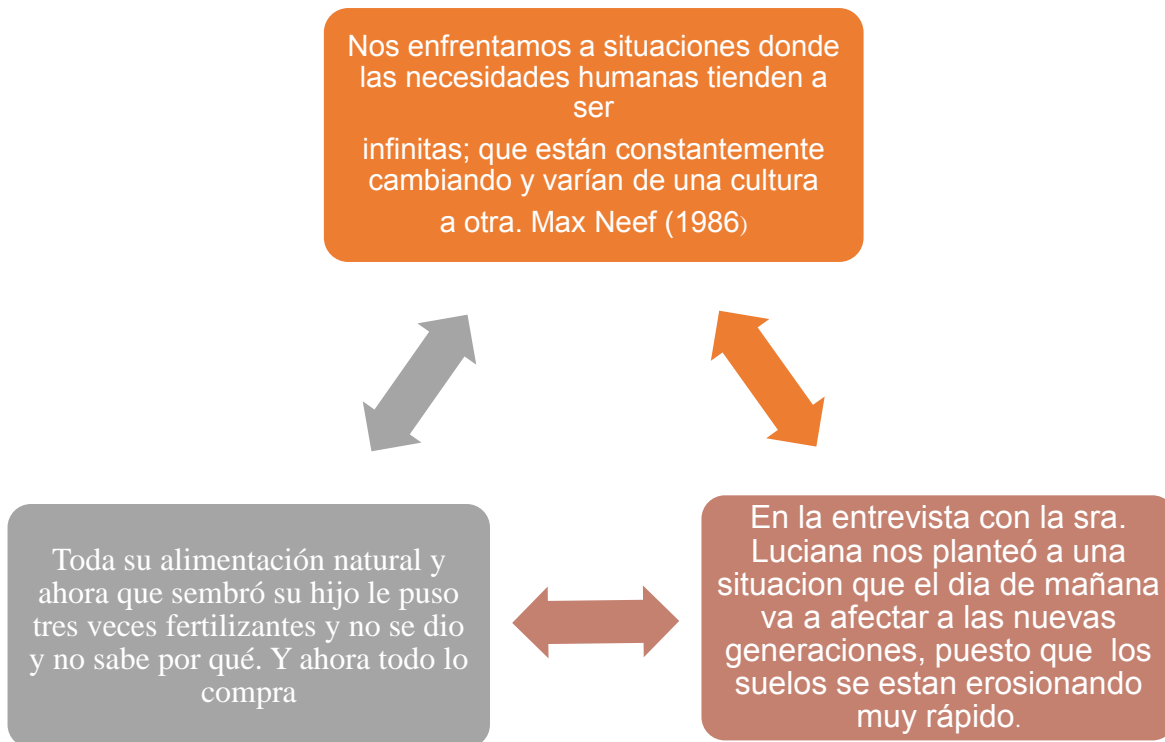 Nos enfrentamos a situaciones donde
las necesidades humanas tienden a
ser
infinitas; que están constantemente
cambiando y varían de una cultura
a otra. Max Neef (1986)
Toda su alimentación natural y
ahora que sembró su hijo le puso
tres veces fertilizantes y no se dio
y no sabe por qué. Y ahora todo lo
compra
En la entrevista con la sra.
Luciana nos planteó a una
situacion que el dia de mañana
va a afectar a las nuevas
generaciones, puesto que los
suelos se estan erosionando
muy rápido.